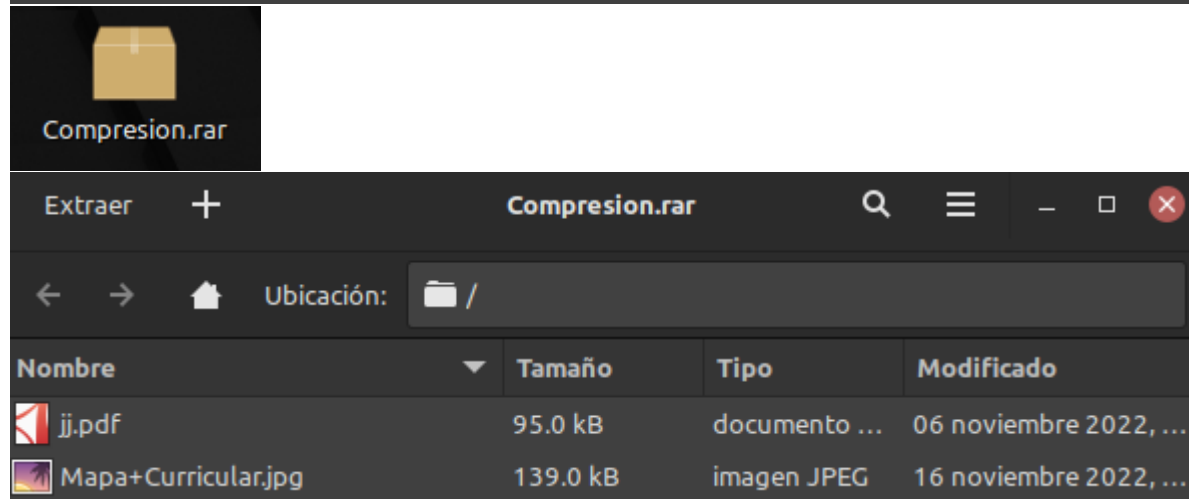 Compresion.rar
Extraer + Compresion.rar
Ubicación: /
Nombre Tamaño Tipo Modificado
jj.pdf 95.0 kB documento ... 06 noviembre 2022, ...
Mapa+Curricular.jpg 139.0 kB imagen JPEG 16 noviembre 2022, ...